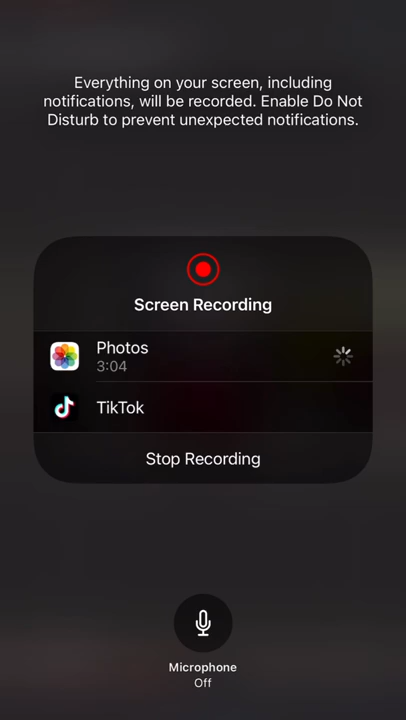 Everything on your screen, including
notifications, will be recorded. Enable Do Not
Disturb to prevent unexpected notifications.
Screen Recording
Photos
3:04
TikTok
Stop Recording
Microphone
Off